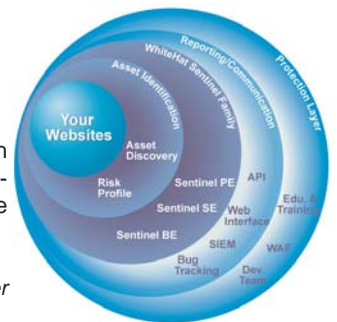 Protection Layer
Reporting/Communication
WhiteHat Sentinel Family
Asset Identification
Your
Websites
Asset
Discovery
Risk
Profile
Sentinel PE
Sentinel SE
Sentinel BE
API
Web
Interface
SIEM
Bug
Tracking
Edu. &
Training
WAF
Dev.
Team
n
-
e
er